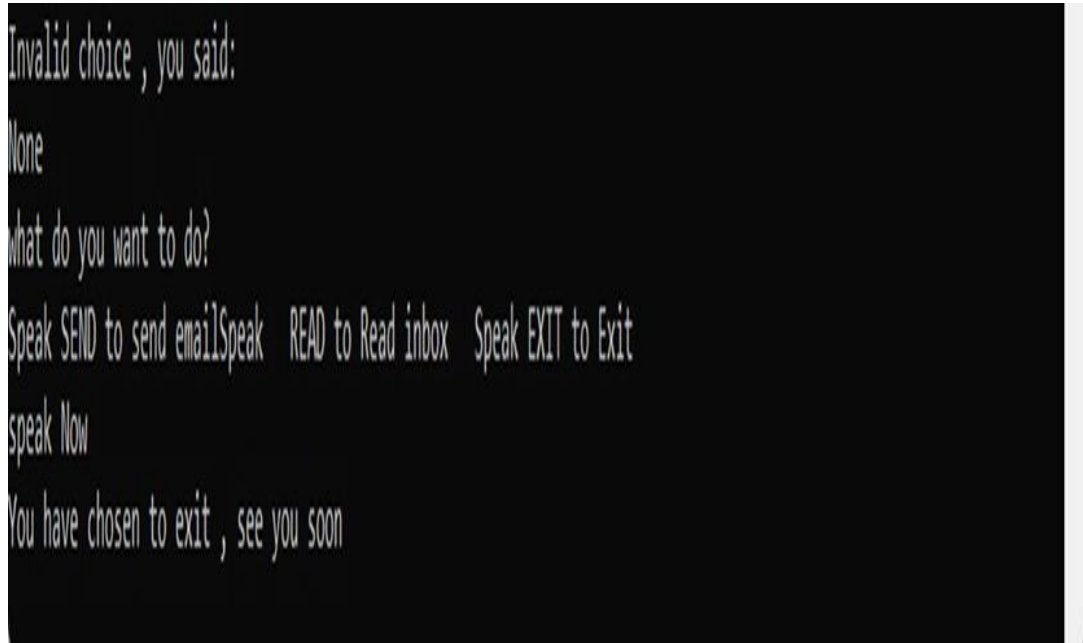 Invalid choice , you said:
None
what do you want to do?
Speak SEND to send emailSpeak  READ to Read inbox  Speak EXIT to Exit
speak Now
You have chosen to exit , see you soon